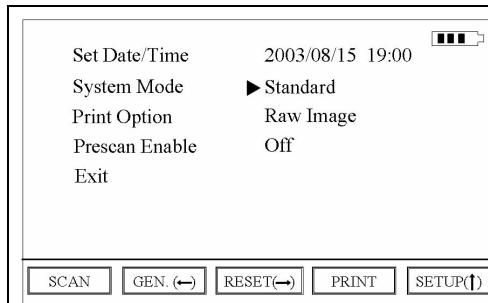 Set Date/Time 2003/08/15 19:00
System Mode ▶Standard
Print Option Raw Image
Prescan Enable Off
Exit
SCAN GEN. (←) RESET(→) PRINT SETUP(↑)